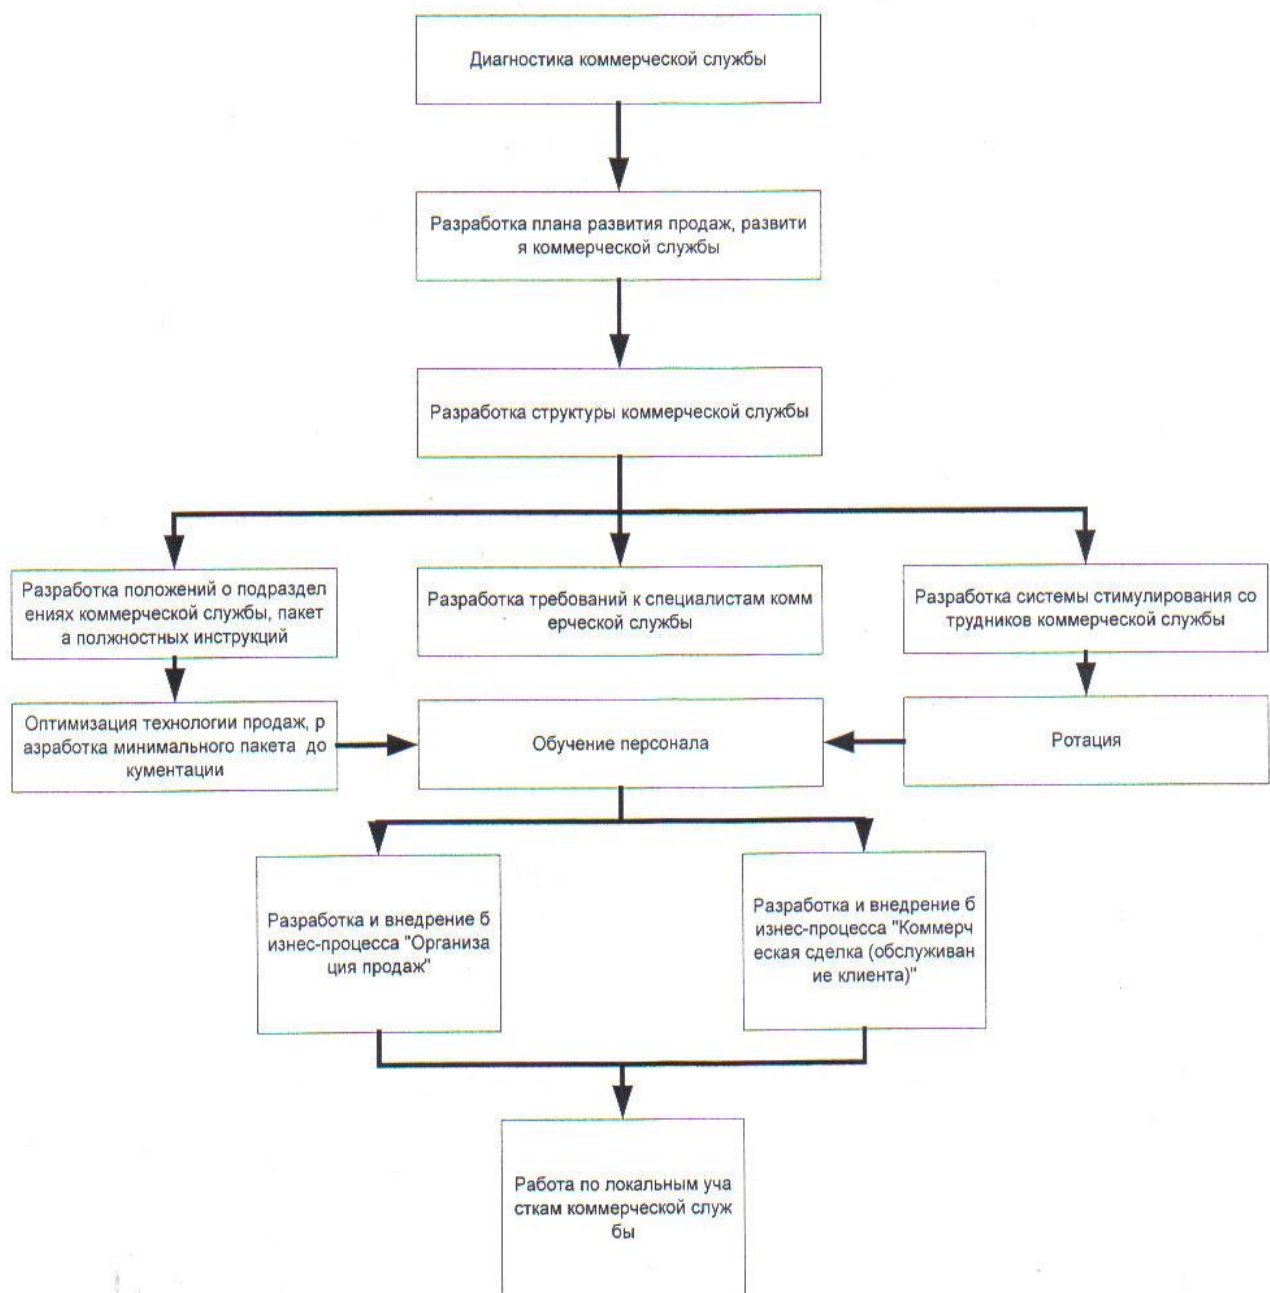 Диагностика коммерческой службы
Разработка плана развития продаж, развити
я коммерческой службы
Разработка структуры коммерческой службы
Разработка положений о подраздел
ениях коммерческой службы, пакет
а полжностных инструкций
Разработка требований к специалистам комм
ерческой службы
Разработка системы стимулирования со
трудников коммерческой службы
Оптимизация технологии продаж, р
азработка минимального пакета до
кументации
Обучение персонала
Ротация
Разработка и внедрение б
изнес-процесса "Организа
ция продаж"
Разработка и внедрение б
изнес-процесса "Коммерч
еская сделка (обслуживан
ие клиента)"
Работа по локальным уча
сткам коммерческой служ
бы